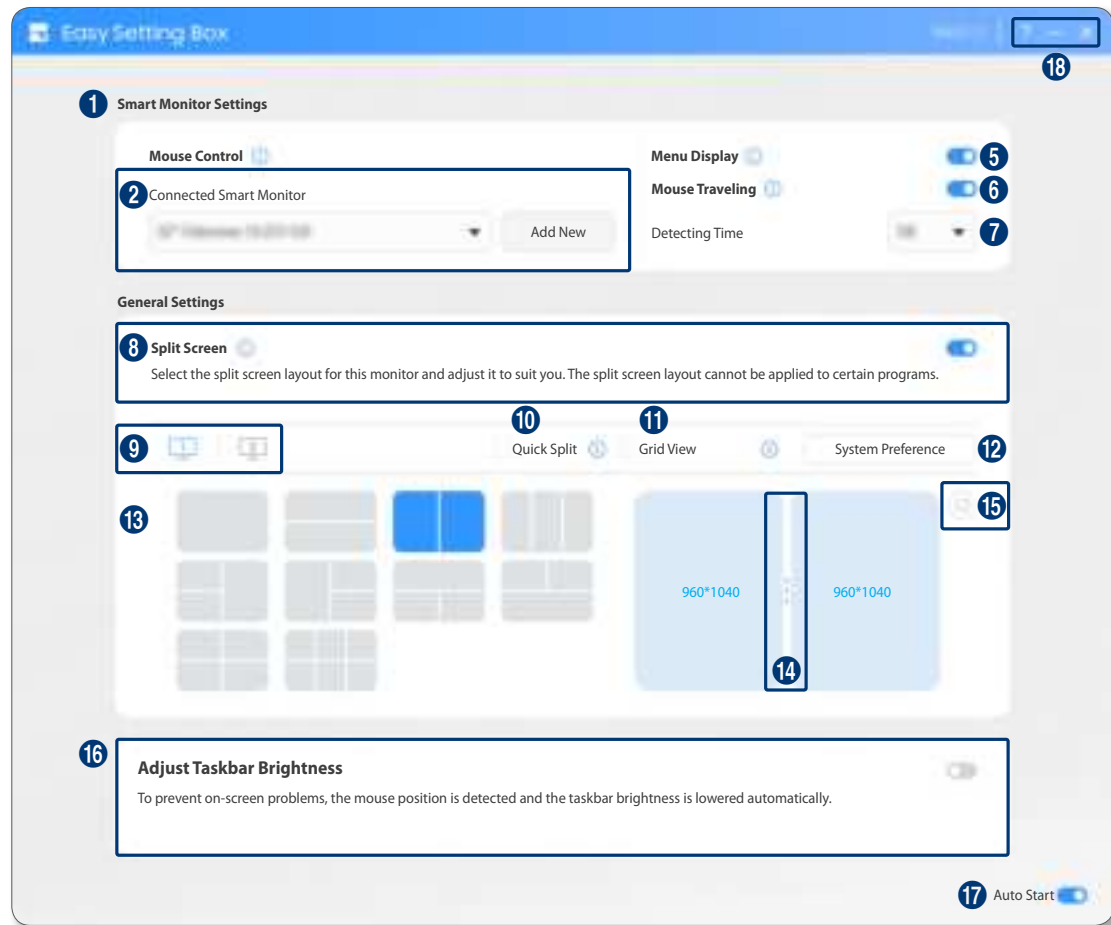 Easy Setting Box
18
1 Smart Monitor Settings
Mouse Control
2 Connected Smart Monitor
Add New
Menu Display 5
Mouse Traveling 6
Detecting Time 7
General Settings
8 Split Screen
Select the split screen layout for this monitor and adjust it to suit you. The split screen layout cannot be applied to certain programs.
9
10
Quick Split
11
Grid View
System Preference 12
13
15
960*1040
960*1040
14
16
Adjust Taskbar Brightness
To prevent on-screen problems, the mouse position is detected and the taskbar brightness is lowered automatically.
17 Auto Start